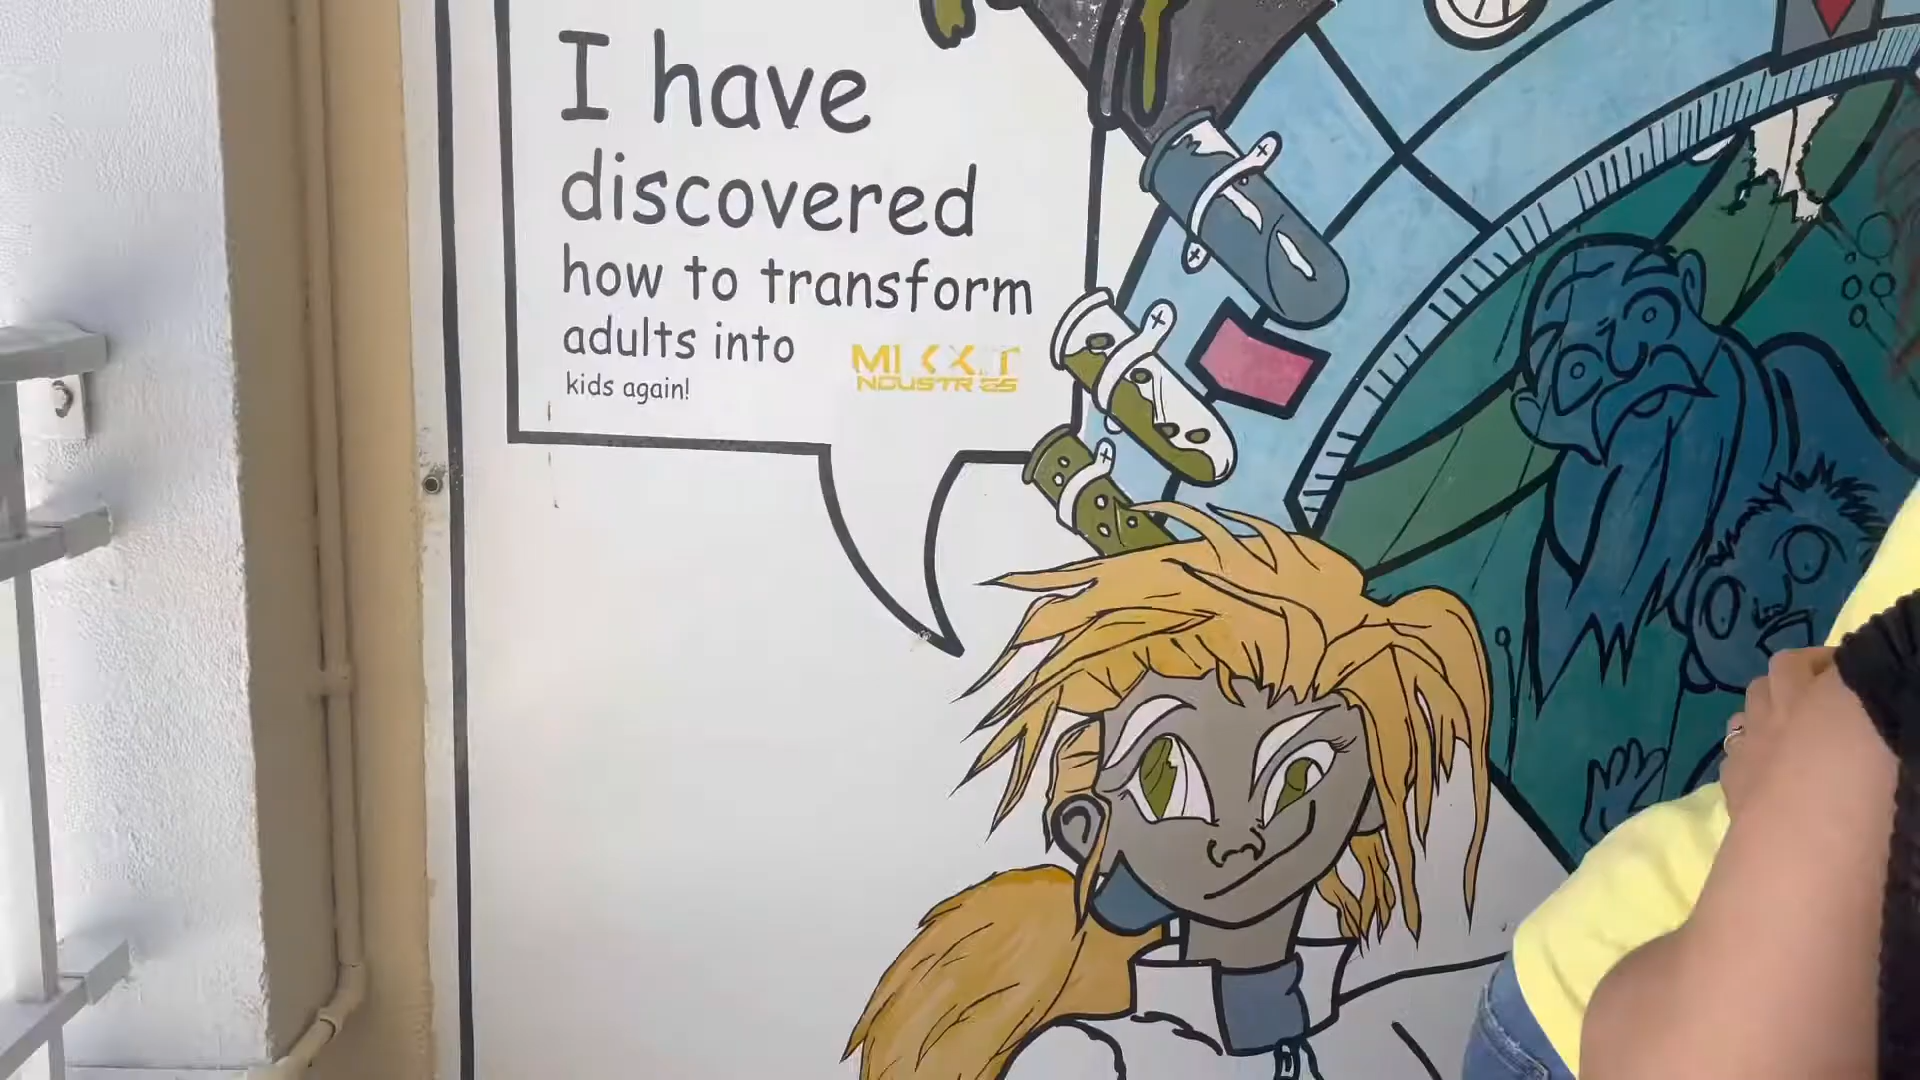 I have
discovered
how to transform
adults into
kids again!